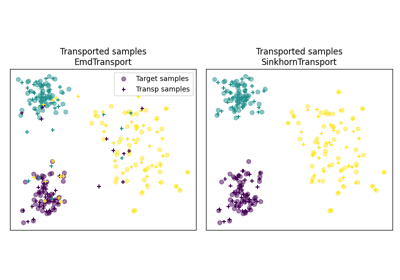 Transported samples
EmdTransport
Target samples
Transp samples
Transported samples
SinkhornTransport